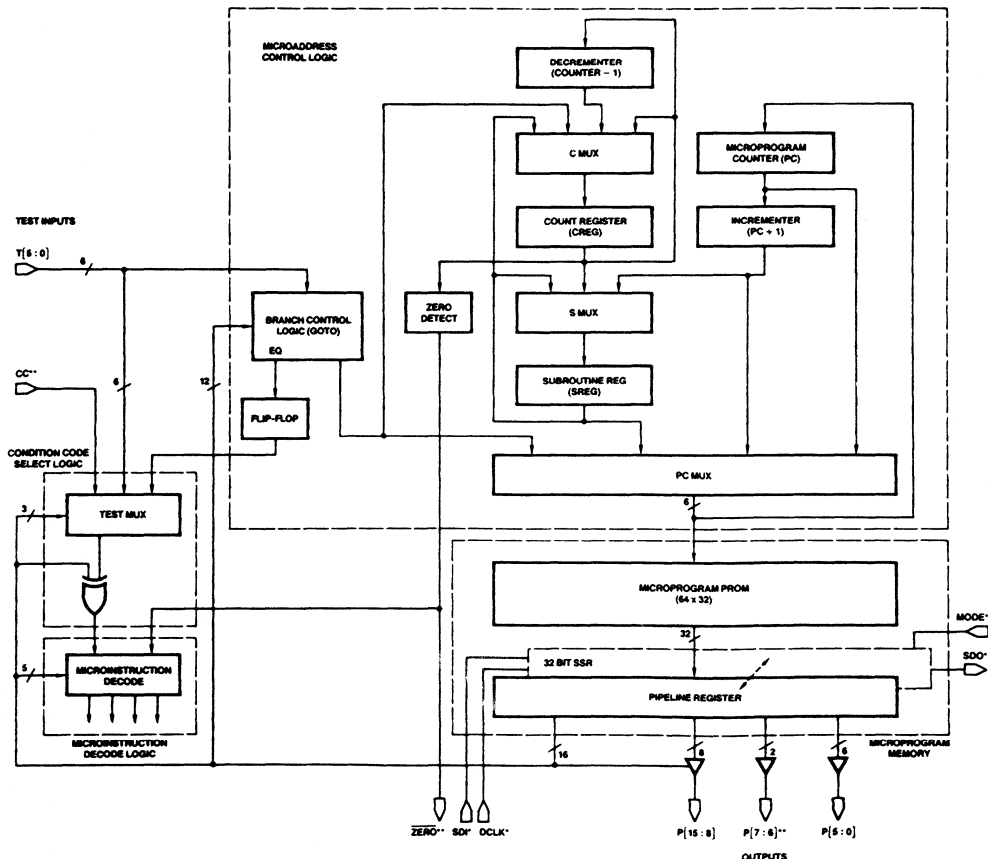 MICROADDRESS
CONTROL LOGIC
DECREMENTER
(COUNTER – 1)
C MUX
MICROPROGRAM
COUNTER (PC)
COUNT REGISTER
(CREG)
INCREMENTER
(PC + 1)
TEST INPUTS
T[5 : 0]
6
BRANCH CONTROL
LOGIC (GOTO)
EQ
ZERO
DETECT
S MUX
CC**
6
12
FLIP-FLOP
SUBROUTINE REG
(SREG)
CONDITION CODE
SELECT LOGIC
PC MUX
3
TEST MUX
6
MICROPROGRAM PROM
(64 x 32)
MODE*
32
32 BIT SSR
SDO*
5
MICROINSTRUCTION
DECODE
PIPELINE REGISTER
MICROINSTRUCTION
DECODE LOGIC
16
8
2
6
MICROPROGRAM
MEMORY
ZERO**
SDI*
DCLK*
P[15 : 8]
P[7 : 6]**
P[5 : 0]
OUTPUTS